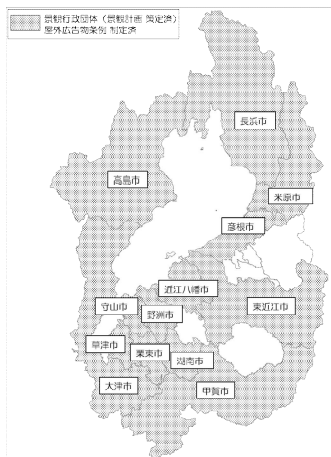 景観行政団体（景観計画 策定済）
屋外広告物条例 制定済
長浜市
高島市
米原市
彦根市
近江八幡市
東近江市
守山市
野洲市
草津市
栗東市
湖南市
大津市
甲賀市